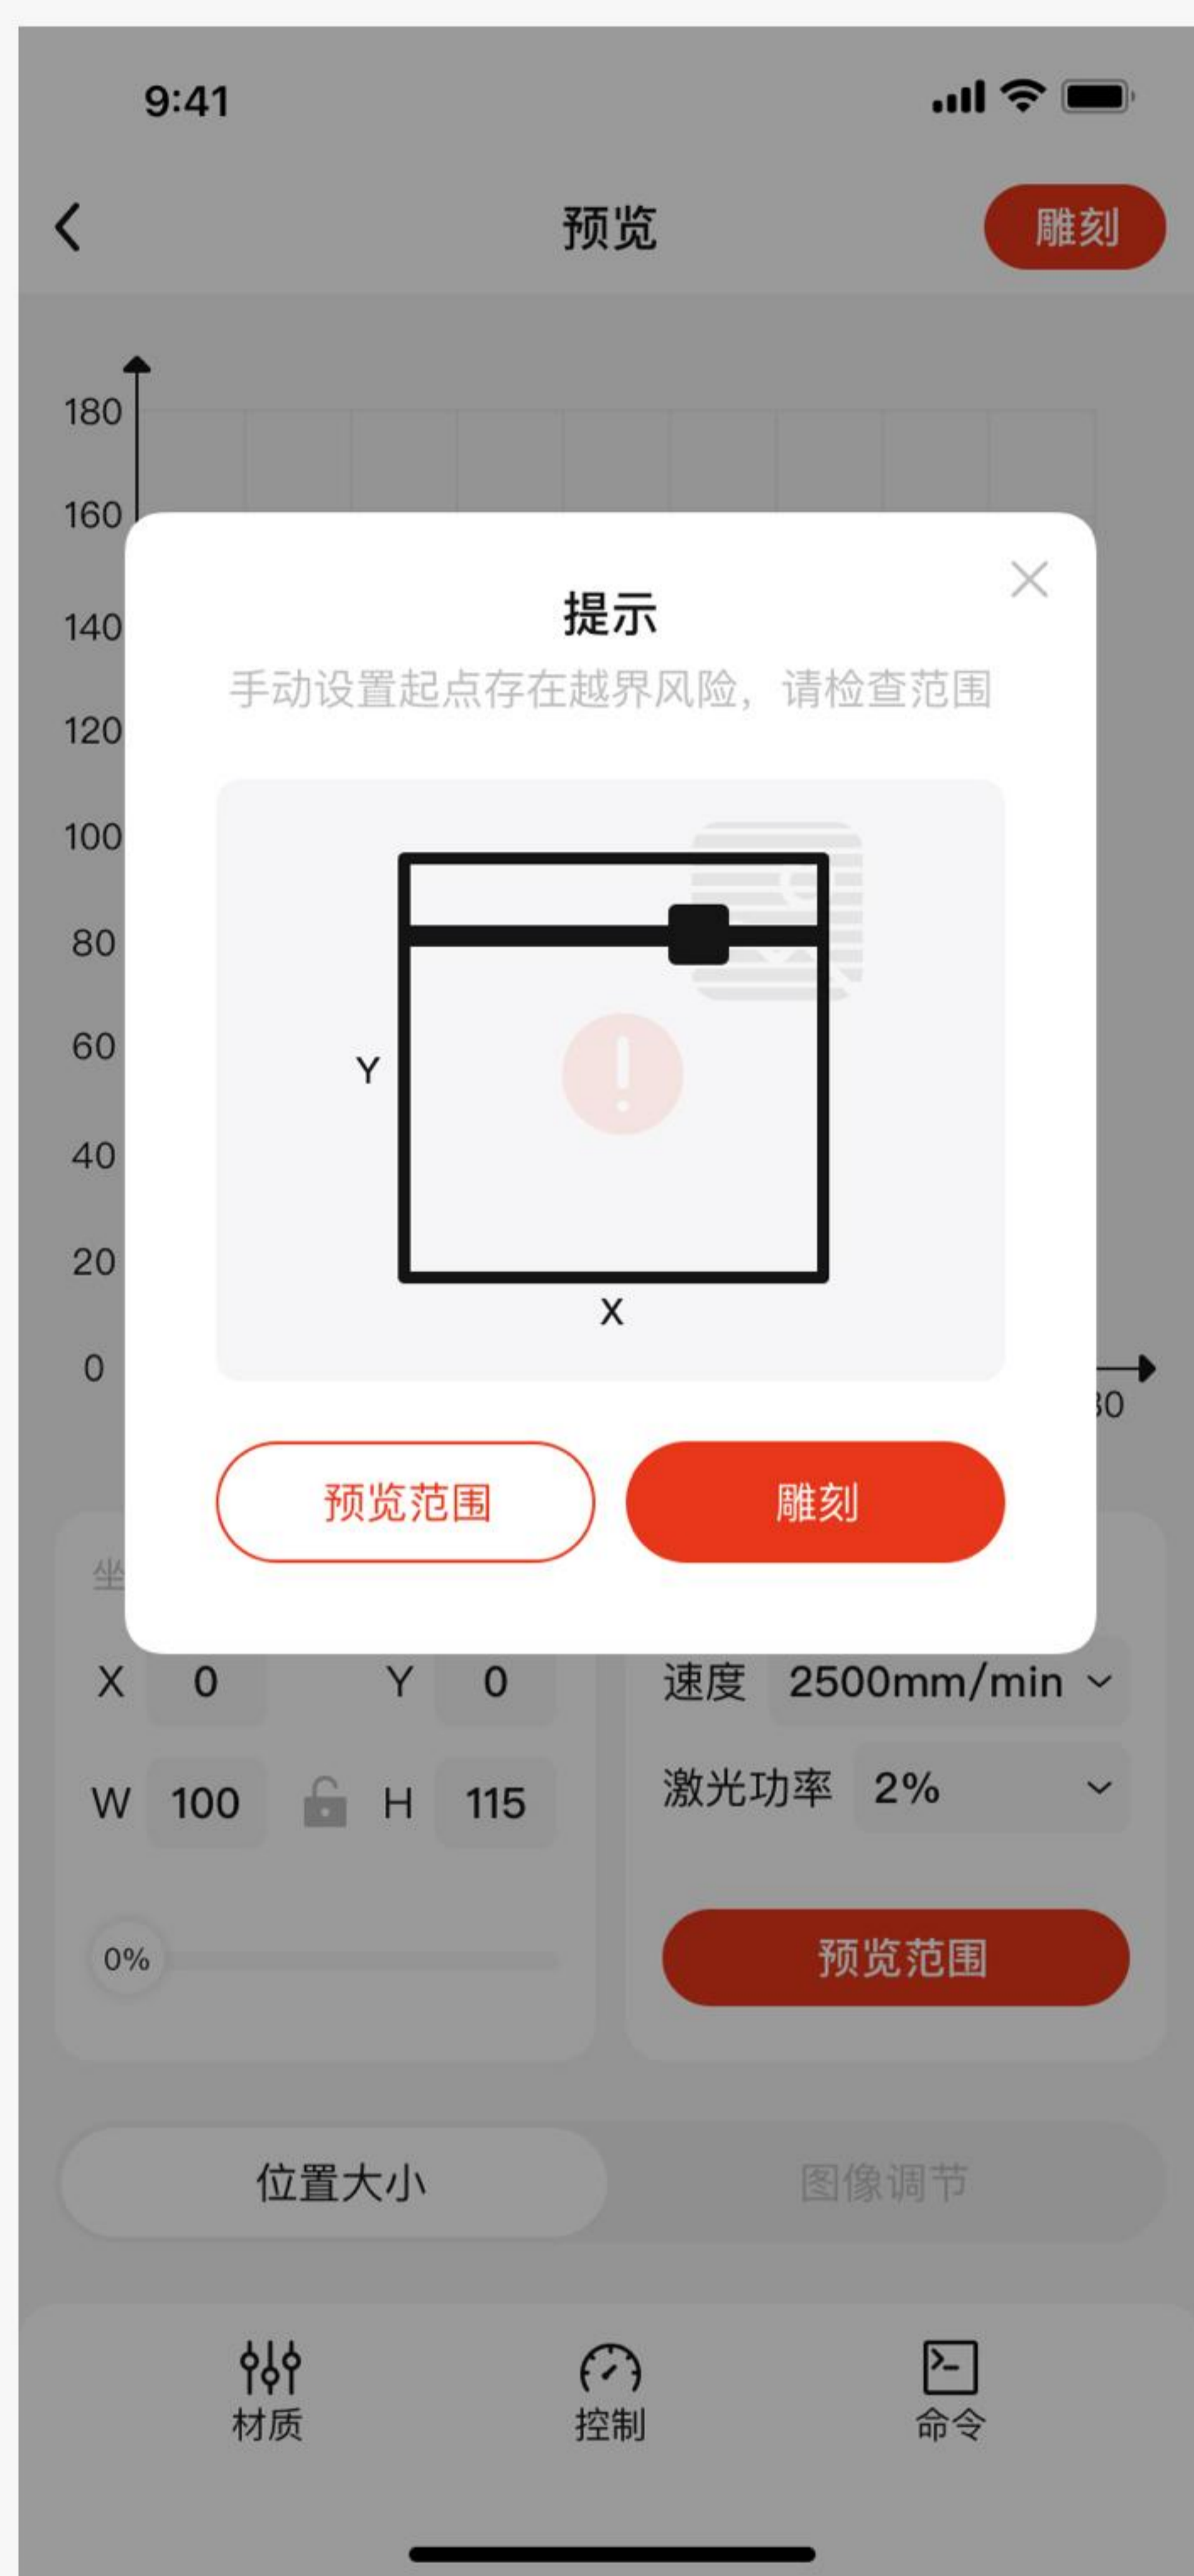 9:41
预览
雕刻
180
160
140
120
100
80
60
40
20
0
提示
手动设置起点存在越界风险，请检查范围
Y
X
预览范围
雕刻
坐
X 0 Y 0
W 100 H 115
0%
速度 2500mm/min
激光功率 2%
预览范围
位置大小
图像调节
材质
控制
命令